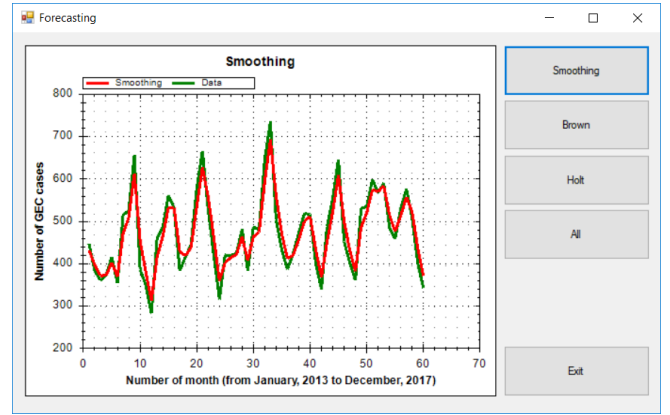 Forecasting
Smoothing
Smoothing Data
800
700
600
500
400
300
200
0 10 20 30 40 50 60 70
Number of GEC cases
Number of month (from January, 2013 to December, 2017)
Smoothing
Brown
Holt
All
Exit